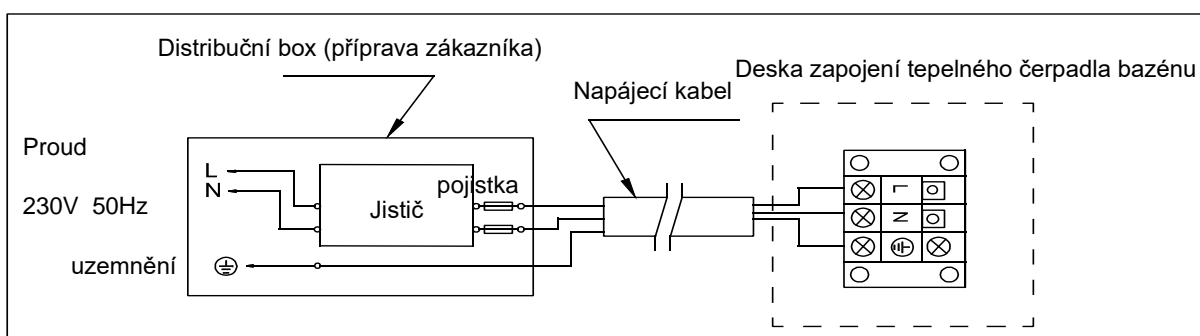 Distribuční box (příprava zákazníka)
Deska zapojení tepelného čerpadla bazénu
Napájecí kabel
Proud
230V 50Hz
L
N
Jistič
pojistka
uzemnění
L
N